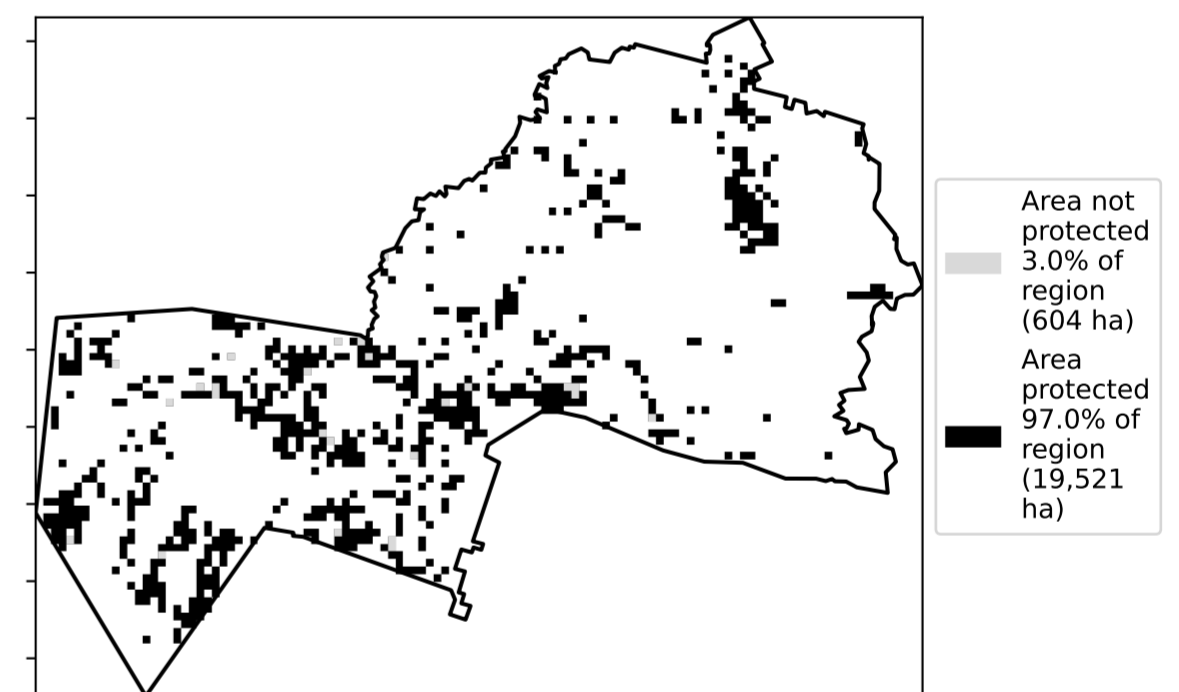 Area not
protected
3.0% of
region
(604 ha)
Area
protected
97.0% of
region
(19,521
ha)